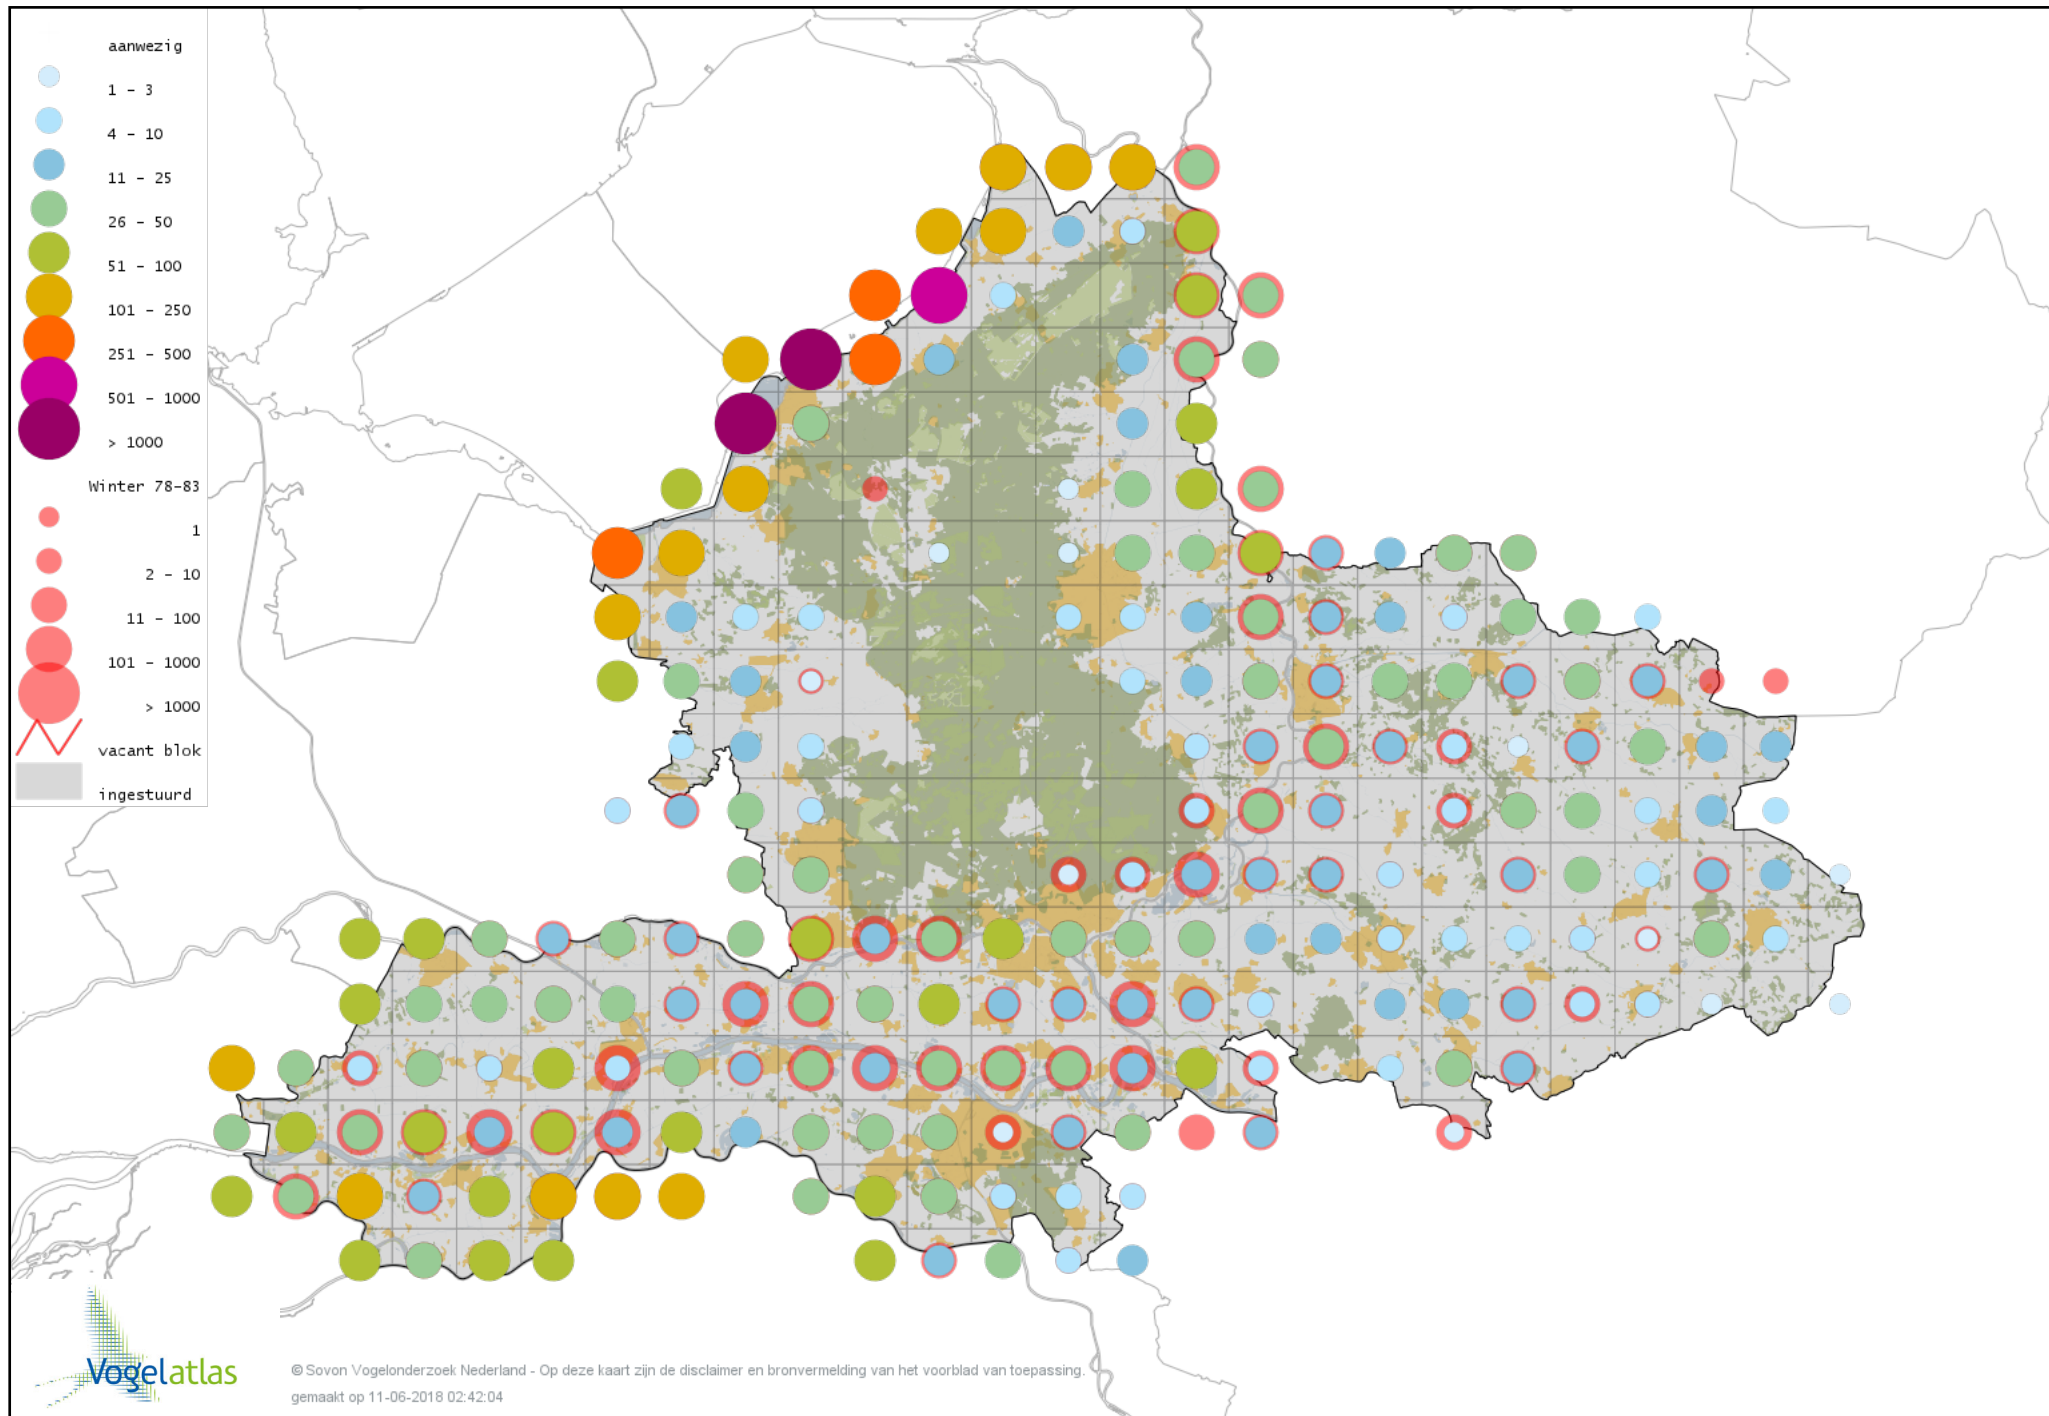 aanwezig
1 - 3
4 - 10
11 - 25
26 - 50
51 - 100
101 - 250
251 - 500
501 - 1000
> 1000
Winter 78-83
1
2 - 10
11 - 100
101 - 1000
> 1000
vacant blok
ingestuurd
Vogelatlas
© Sovon Vogelonderzoek Nederland - Op deze kaart zijn de disclaimer en bronvermelding van het voorblad van toepassing.
gemaakt op 11-06-2018 02:42:04